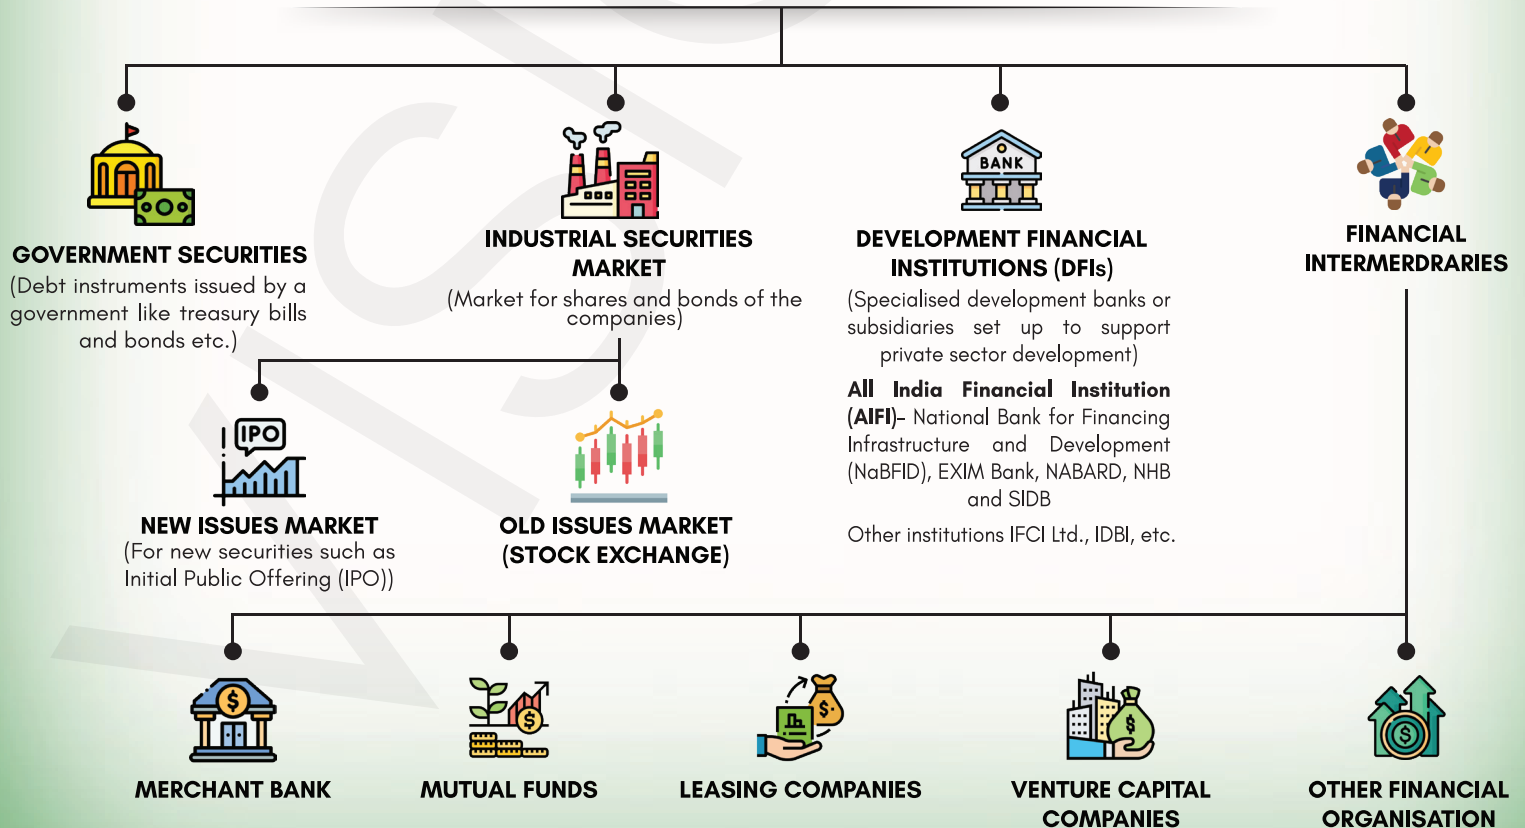 GOVERNMENT SECURITIES
(Debt instruments issued by a
government like treasury bills
and bonds etc.)
INDUSTRIAL SECURITIES
MARKET
(Market for shares and bonds of the
companies)
BANK
DEVELOPMENT FINANCIAL
INSTITUTIONS (DFIs)
(Specialised development banks or
subsidiaries set up to support
private sector development)
All India Financial Institution
(AIFI)- National Bank for Financing
Infrastructure and Development
(NaBFID), EXIM Bank, NABARD, NHB
and SIDB
Other institutions IFCI Ltd., IDBI, etc.
FINANCIAL
INTERMERDRARIES
IPO
NEW ISSUES MARKET
(For new securities such as
Initial Public Offering (IPO))
OLD ISSUES MARKET
(STOCK EXCHANGE)
$
MERCHANT BANK
$
MUTUAL FUNDS
$
LEASING COMPANIES
$
VENTURE CAPITAL
COMPANIES
$
OTHER FINANCIAL
ORGANISATION